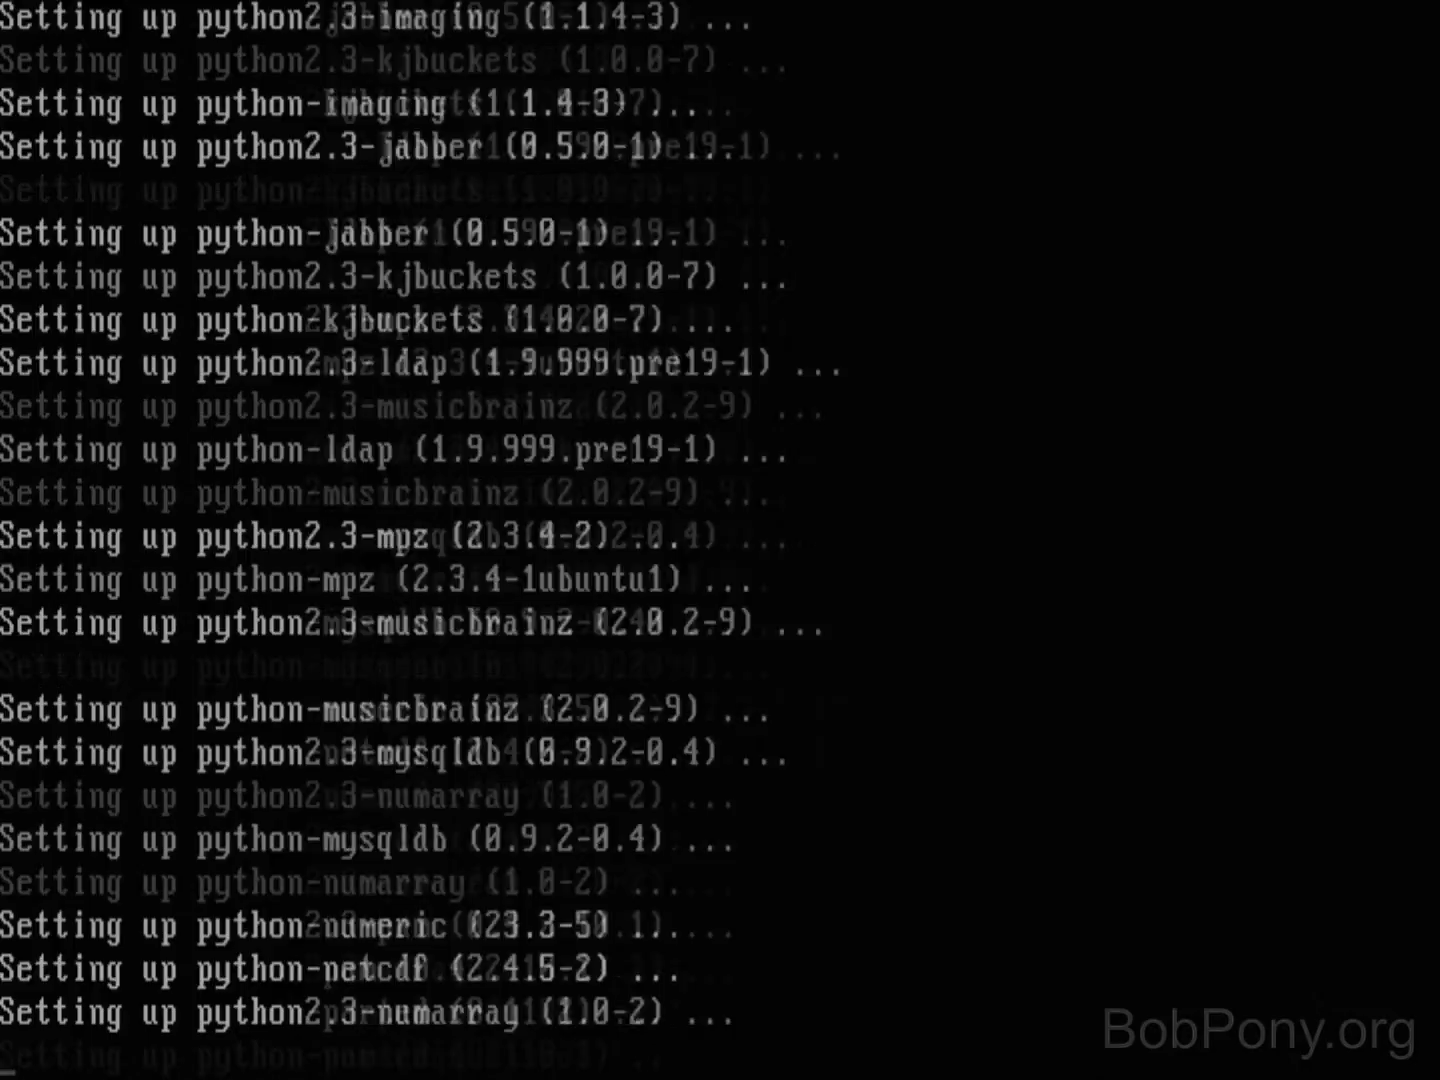 Setting up python2.3-imaging (1.1.4-3) ...
Setting up python2.3-kjbuckets (1.0.0-7) ...
Setting up python-imaging (1.1.4-3) ...
Setting up python2.3-jabber (0.5.0-1) ...
Setting up
Setting up python-jabber (0.5.0-1) ...
Setting up python2.3-kjbuckets (1.0.0-7) ...
Setting up python-kjbuckets (1.0.0-7) ...
Setting up python2.3-ldap (1.9.999.pre19-1) ...
Setting up python2.3-musicbrainz (2.0.2-9) ...
Setting up python-ldap (1.9.999.pre19-1) ...
Setting up python-musicbrainz (2.0.2-9) ...
Setting up python2.3-mpz (2.3.4-2) ...
Setting up python-mpz (2.3.4-1ubuntu1) ...
Setting up python2.3-musicbrainz (2.0.2-9) ...
Setting up
Setting up python-musicbrainz (2.0.2-9) ...
Setting up python2.3-mysqldb (0.9.2-0.4) ...
Setting up python2.3-numarray (1.0-2) ...
Setting up python-mysqldb (0.9.2-0.4) ...
Setting up python-numarray (1.0-2) ...
Setting up python-numeric (23.3-5) ...
Setting up python-netcdf (2.4.5-2) ...
Setting up python2.3-numarray (1.0-2) ...
Setting up
BobPony.org